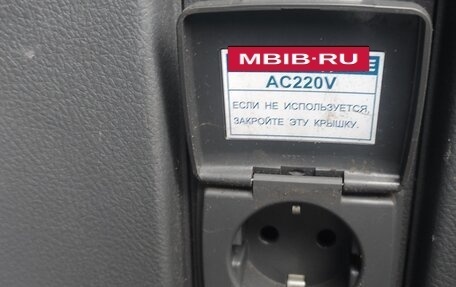 MBIB.RU
AC220V
ЕСЛИ НЕ ИСПОЛЬЗУЕТСЯ,
ЗАКРОЙТЕ ЭТУ КРЫШКУ.